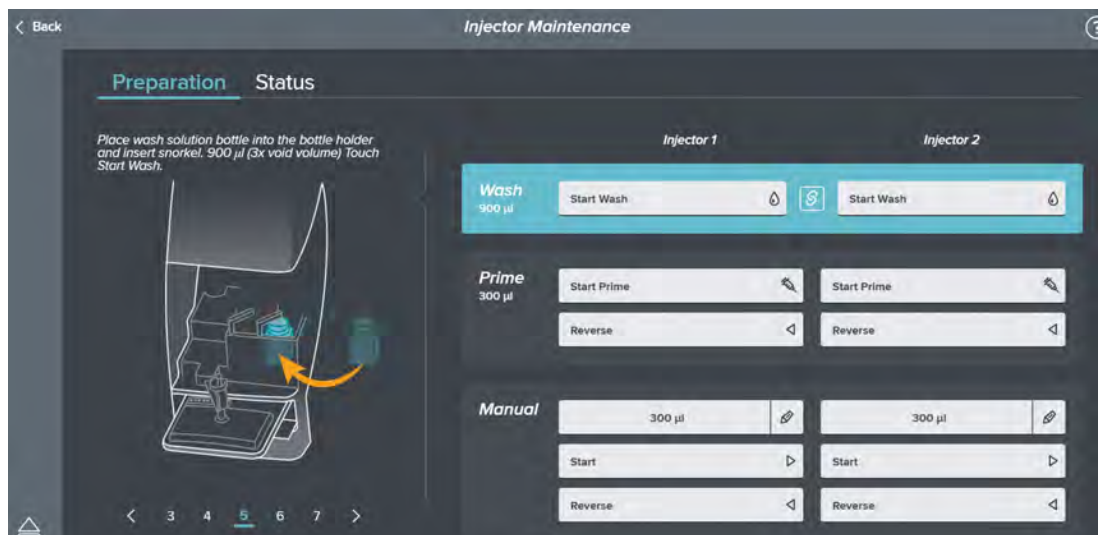 Back
Injector Maintenance
?
Preparation Status
Place wash solution bottle into the bottle holder
and insert snorkel. 900 µl (3x void volume) Touch
Start Wash.
Injector 1 Injector 2
Wash
900 µl
Start Wash Start Wash
Prime
300 µl
Start Prime Start Prime
Reverse Reverse
Manual
300 µl 300 µl
Start Start
Reverse Reverse
< 3 4 5 6 7 >